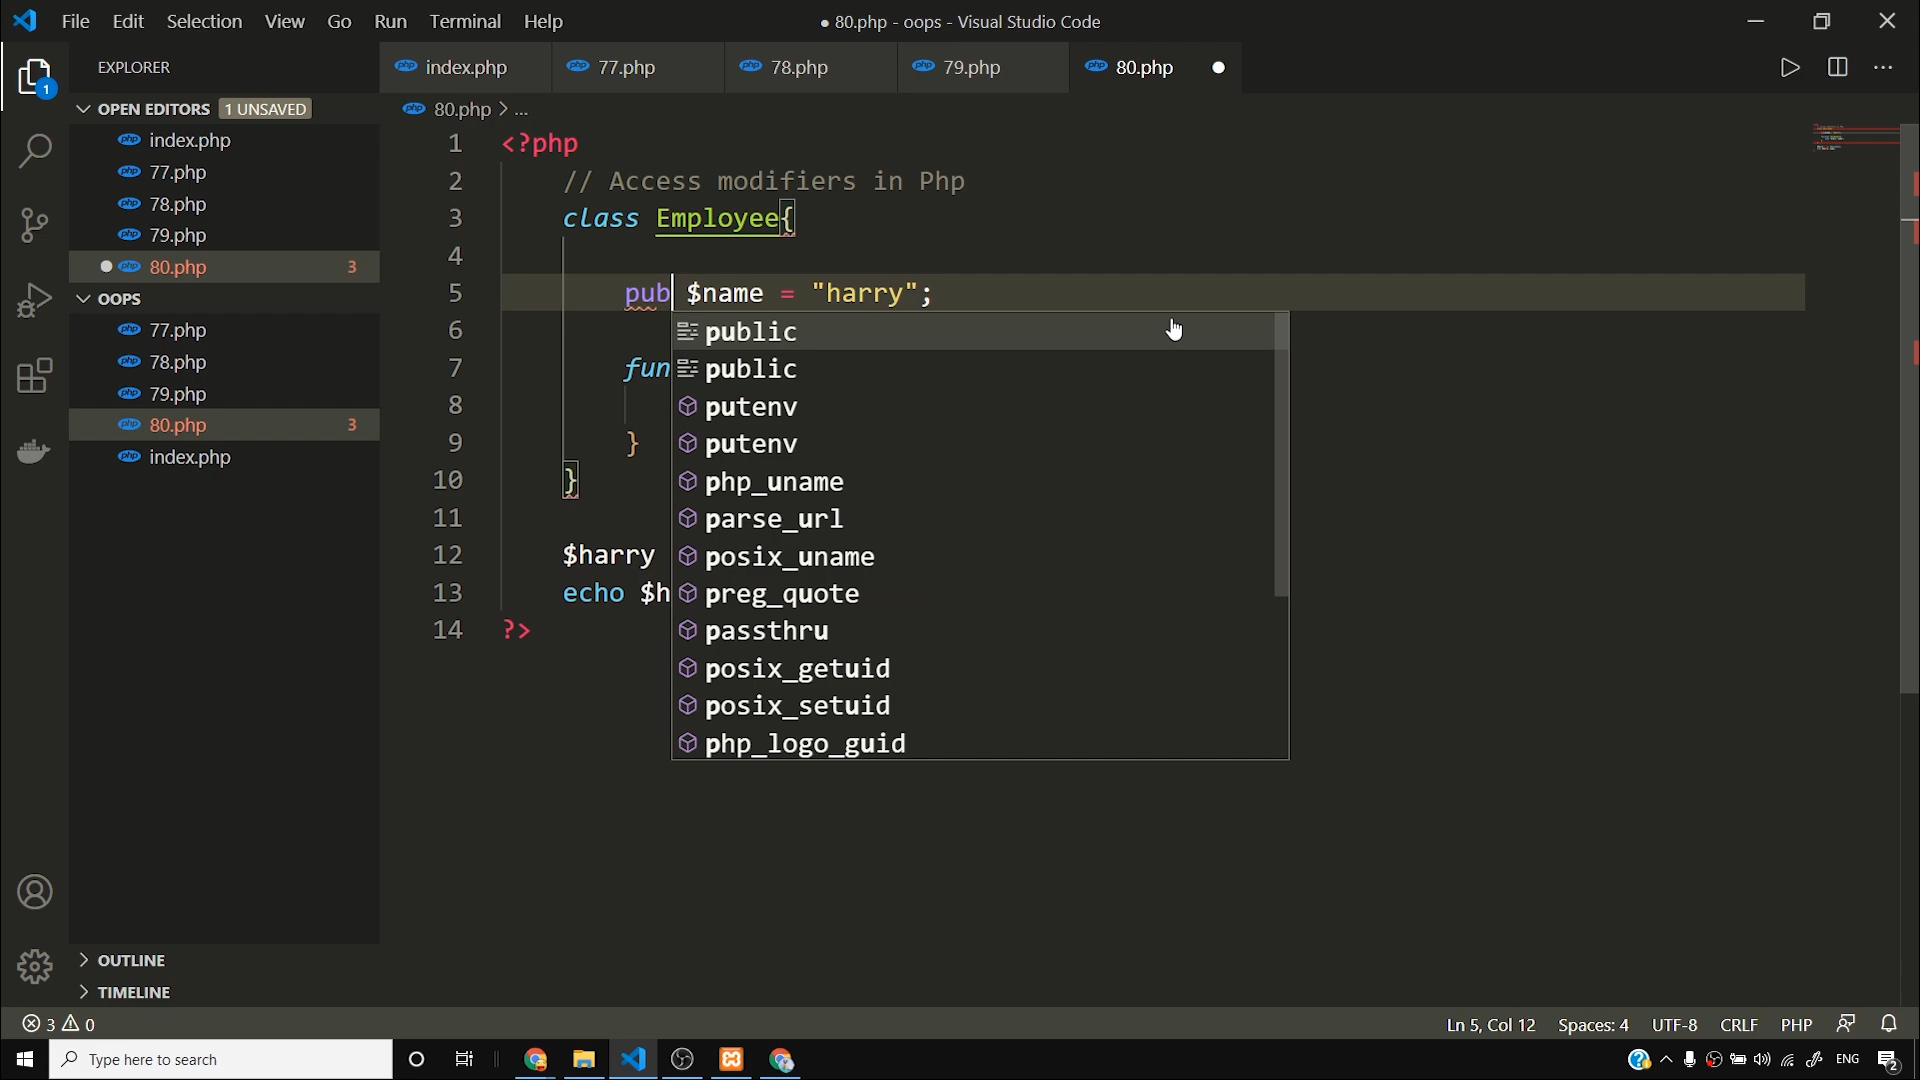 File Edit Selection View Go Run Terminal Help
● 80.php - oops - Visual Studio Code
EXPLORER
index.php 77.php 78.php 79.php 80.php
OPEN EDITORS 1 UNSAVED
index.php
77.php
78.php
79.php
80.php 3
OOPS
77.php
78.php
79.php
80.php 3
index.php
OUTLINE
TIMELINE
80.php > ...
1 <?php
2 // Access modifiers in Php
3 class Employee{
4
5 pub $name = "harry";
6
7 fun
8
9 }
10 }
11
12 $harry
13 echo $h
14 ?>
public
public
putenv
putenv
php_uname
parse_url
posix_uname
preg_quote
passthru
posix_getuid
posix_setuid
php_logo_guid
3 0
Ln 5, Col 12 Spaces: 4 UTF-8 CRLF PHP
Type here to search
ENG
2
1